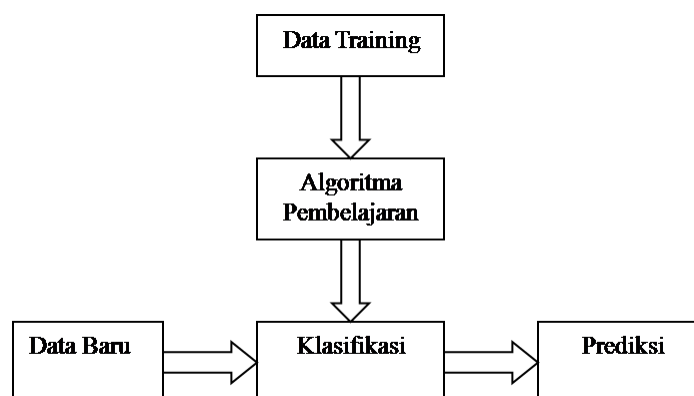 Data Training
Algoritma
Pembelajaran
Data Baru
Klasifikasi
Prediksi